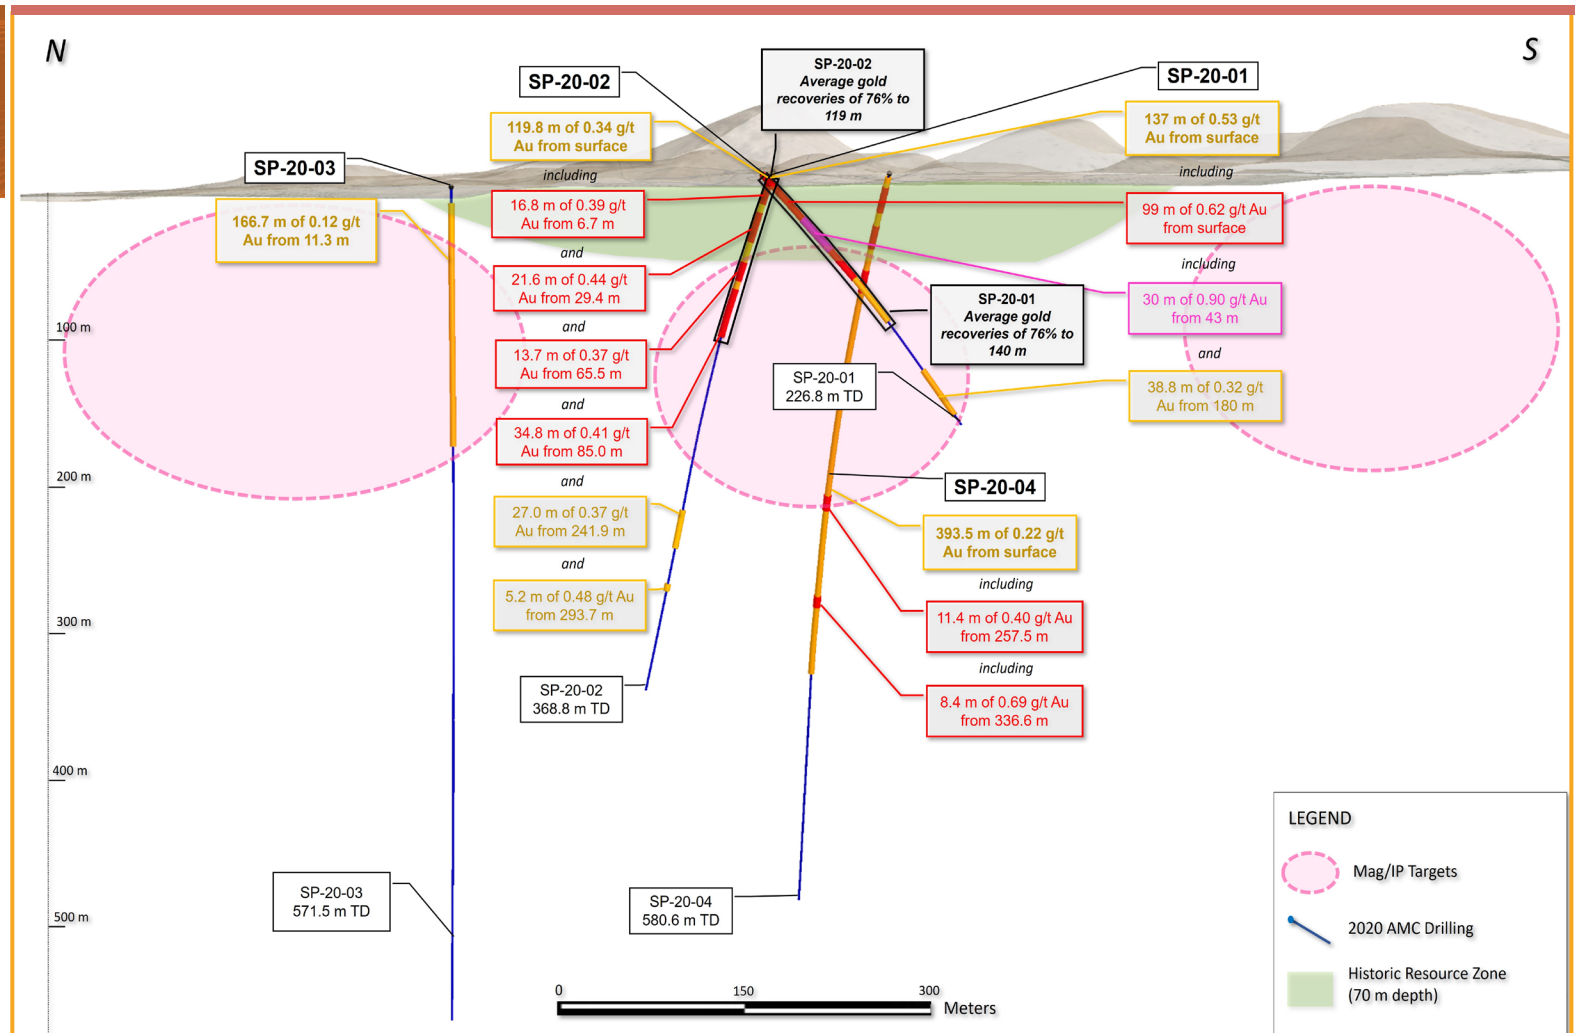 N
S
SP-20-02
SP-20-02
Average gold
recoveries of 76% to
119 m
SP-20-01
119.8 m of 0.34 g/t
Au from surface
137 m of 0.53 g/t
Au from surface
SP-20-03
including
including
16.8 m of 0.39 g/t
Au from 6.7 m
99 m of 0.62 g/t Au
from surface
166.7 m of 0.12 g/t
Au from 11.3 m
and
including
21.6 m of 0.44 g/t
Au from 29.4 m
SP-20-01
Average gold
recoveries of 76% to
140 m
30 m of 0.90 g/t Au
from 43 m
100 m
and
and
13.7 m of 0.37 g/t
Au from 65.5 m
SP-20-01
226.8 m TD
38.8 m of 0.32 g/t
Au from 180 m
and
34.8 m of 0.41 g/t
Au from 85.0 m
200 m
and
SP-20-04
27.0 m of 0.37 g/t
Au from 241.9 m
393.5 m of 0.22 g/t
Au from surface
and
including
5.2 m of 0.48 g/t Au
from 293.7 m
11.4 m of 0.40 g/t Au
from 257.5 m
300 m
including
SP-20-02
368.8 m TD
8.4 m of 0.69 g/t Au
from 336.6 m
400 m
LEGEND
Mag/IP Targets
2020 AMC Drilling
Historic Resource Zone
(70 m depth)
SP-20-03
571.5 m TD
SP-20-04
580.6 m TD
500 m
0 150 300
Meters